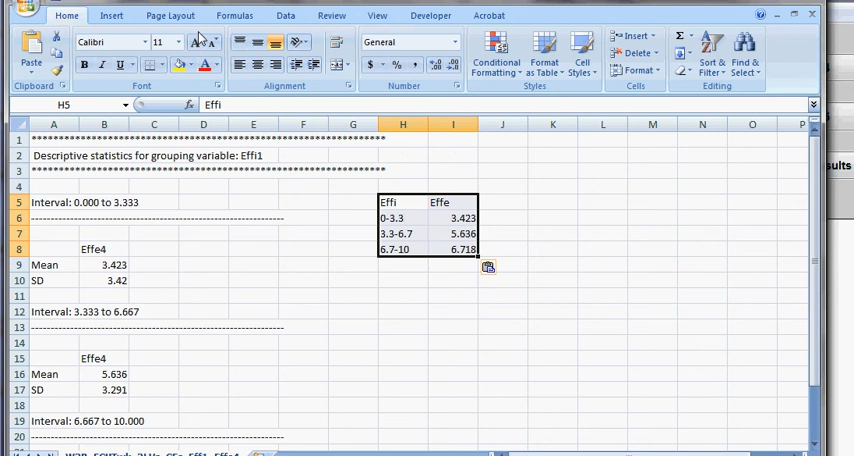 Home Insert Page Layout Formulas Data Review View Developer Acrobat
Calibri 11 A A General Insert Σ
Paste B I U A $ % , Conditional Formatting Format as Table Cell Styles Delete Format Sort & Filter Find & Select
Clipboard Font Alignment Number Styles Cells Editing
H5 fx Effi
A B C D E F G H I J K L M N O P
1 ****************************************************************
2 Descriptive statistics for grouping variable: Effi1
3 ****************************************************************
4
5 Interval: 0.000 to 3.333 Effi Effe
6 ---------------------------------------------------------------- 0-3.3 3.423
7 3.3-6.7 5.636
8 Effe4 6.7-10 6.718
9 Mean 3.423
10 SD 3.42
11
12 Interval: 3.333 to 6.667
13 ----------------------------------------------------------------
14
15 Effe4
16 Mean 5.636
17 SD 3.291
18
19 Interval: 6.667 to 10.000
20 ----------------------------------------------------------------
sults